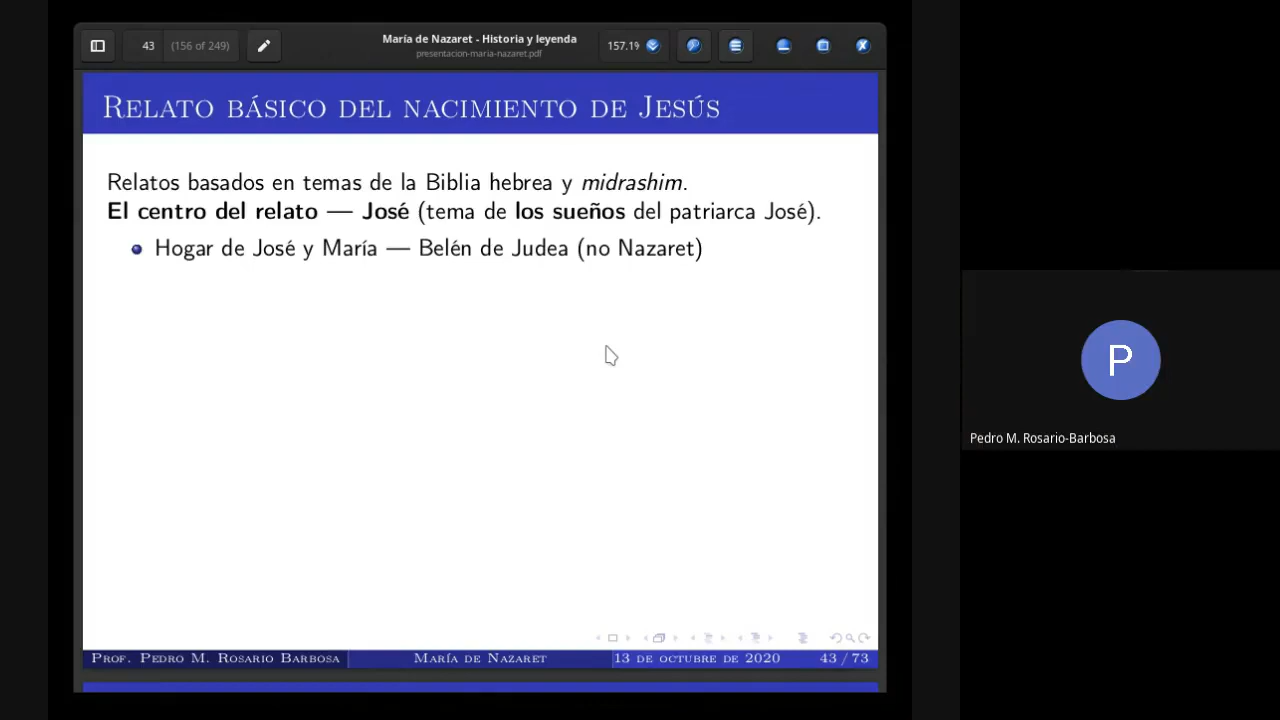 43 (156 of 249)
María de Nazaret - Historia y leyenda
presentacion-maria-nazaret.pdf
157.19
Relato básico del nacimiento de Jesús
Relatos basados en temas de la Biblia hebrea y midrashim.
El centro del relato — José (tema de los sueños del patriarca José).
Hogar de José y María — Belén de Judea (no Nazaret)
Prof. Pedro M. Rosario Barbosa María de Nazaret 13 de octubre de 2020 43 / 73
P
Pedro M. Rosario-Barbosa